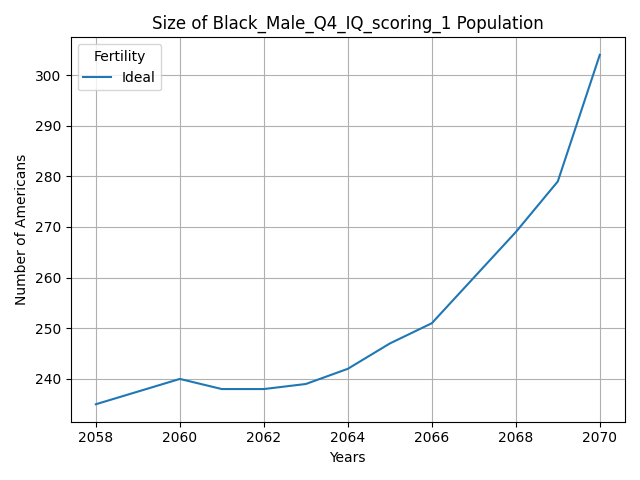 Size of Black_Male_Q4_IQ_scoring_1 Population
Fertility
Ideal
Number of Americans
300
290
280
270
260
250
240
2058 2060 2062 2064 2066 2068 2070
Years